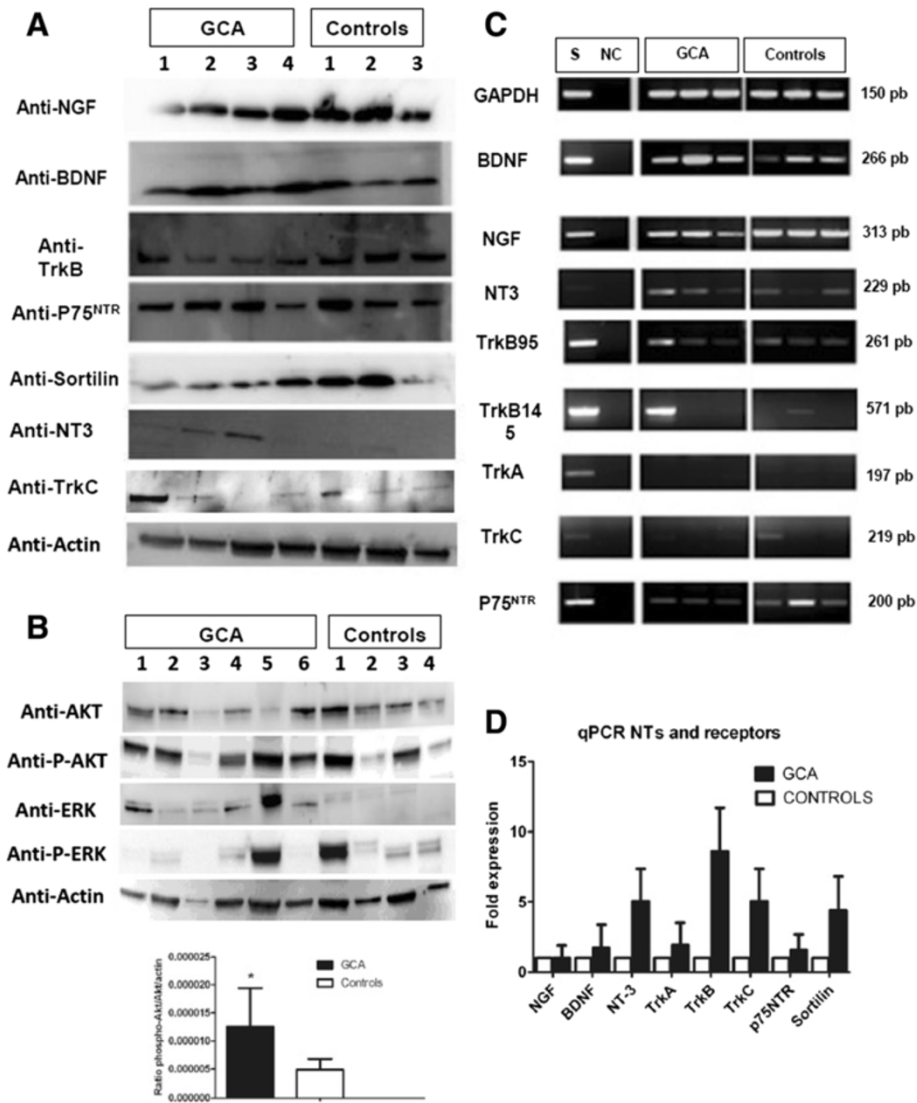 A
GCA Controls
1 2 3 4 1 2 3
Anti-NGF
Anti-BDNF
Anti-
TrkB
Anti-P75NTR
Anti-Sortilin
Anti-NT3
Anti-TrkC
Anti-Actin
B
GCA Controls
1 2 3 4 5 6 1 2 3 4
Anti-AKT
Anti-P-AKT
Anti-ERK
Anti-P-ERK
Anti-Actin
Ratio phospho-Akt/Akt/actin
0.000025
0.000020
0.000015
0.000010
0.000005
0.000000
*
GCA
Controls
C
S NC GCA Controls
GAPDH 150 pb
BDNF 266 pb
NGF 313 pb
NT3 229 pb
TrkB95 261 pb
TrkB14
5 571 pb
TrkA 197 pb
TrkC 219 pb
P75NTR 200 pb
D
qPCR NTs and receptors
GCA
CONTROLS
Fold expression
15
10
5
0
NGF BDNF NT-3 TrkA TrkB TrkC p75NTR Sortilin